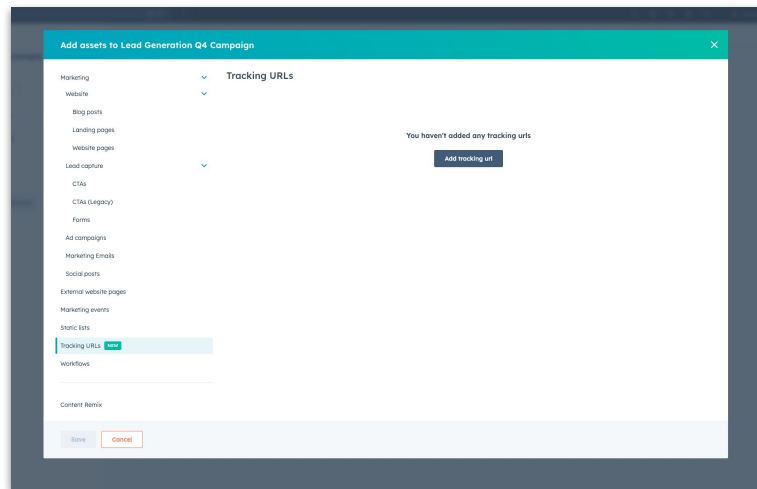 Add assets to Lead Generation Q4 Campaign
Marketing
Website
Blog posts
Landing pages
Website pages
Lead capture
CTAs
CTAs (Legacy)
Forms
Ad campaigns
Marketing Emails
Social posts
External website pages
Marketing events
Static lists
Tracking URLs NEW
Workflows
Content Remix
Tracking URLs
You haven't added any tracking urls
Add tracking url
Save Cancel